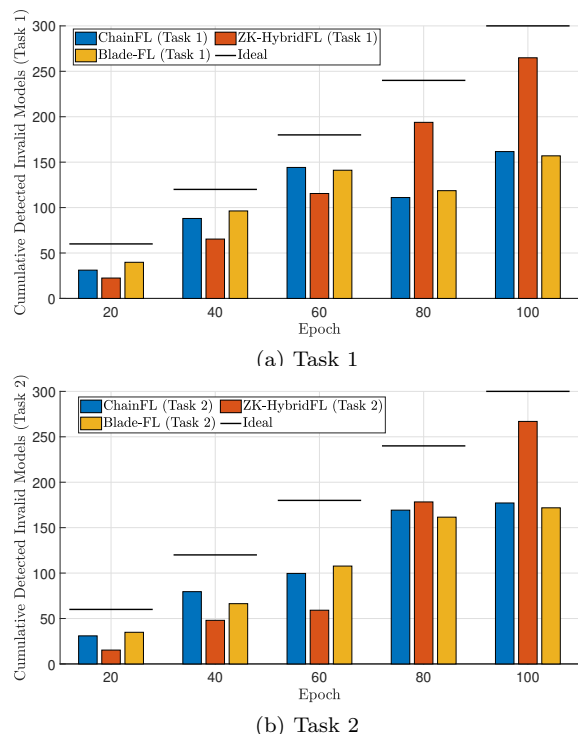 Cumulative Detected Invalid Models (Task 1)
300
250
200
150
100
50
0
ChainFL (Task 1) ZK-HybridFL (Task 1)
Blade-FL (Task 1) Ideal
20 40 60 80 100
Epoch
(a) Task 1
Cumulative Detected Invalid Models (Task 2)
300
250
200
150
100
50
0
ChainFL (Task 2) ZK-HybridFL (Task 2)
Blade-FL (Task 2) Ideal
20 40 60 80 100
Epoch
(b) Task 2